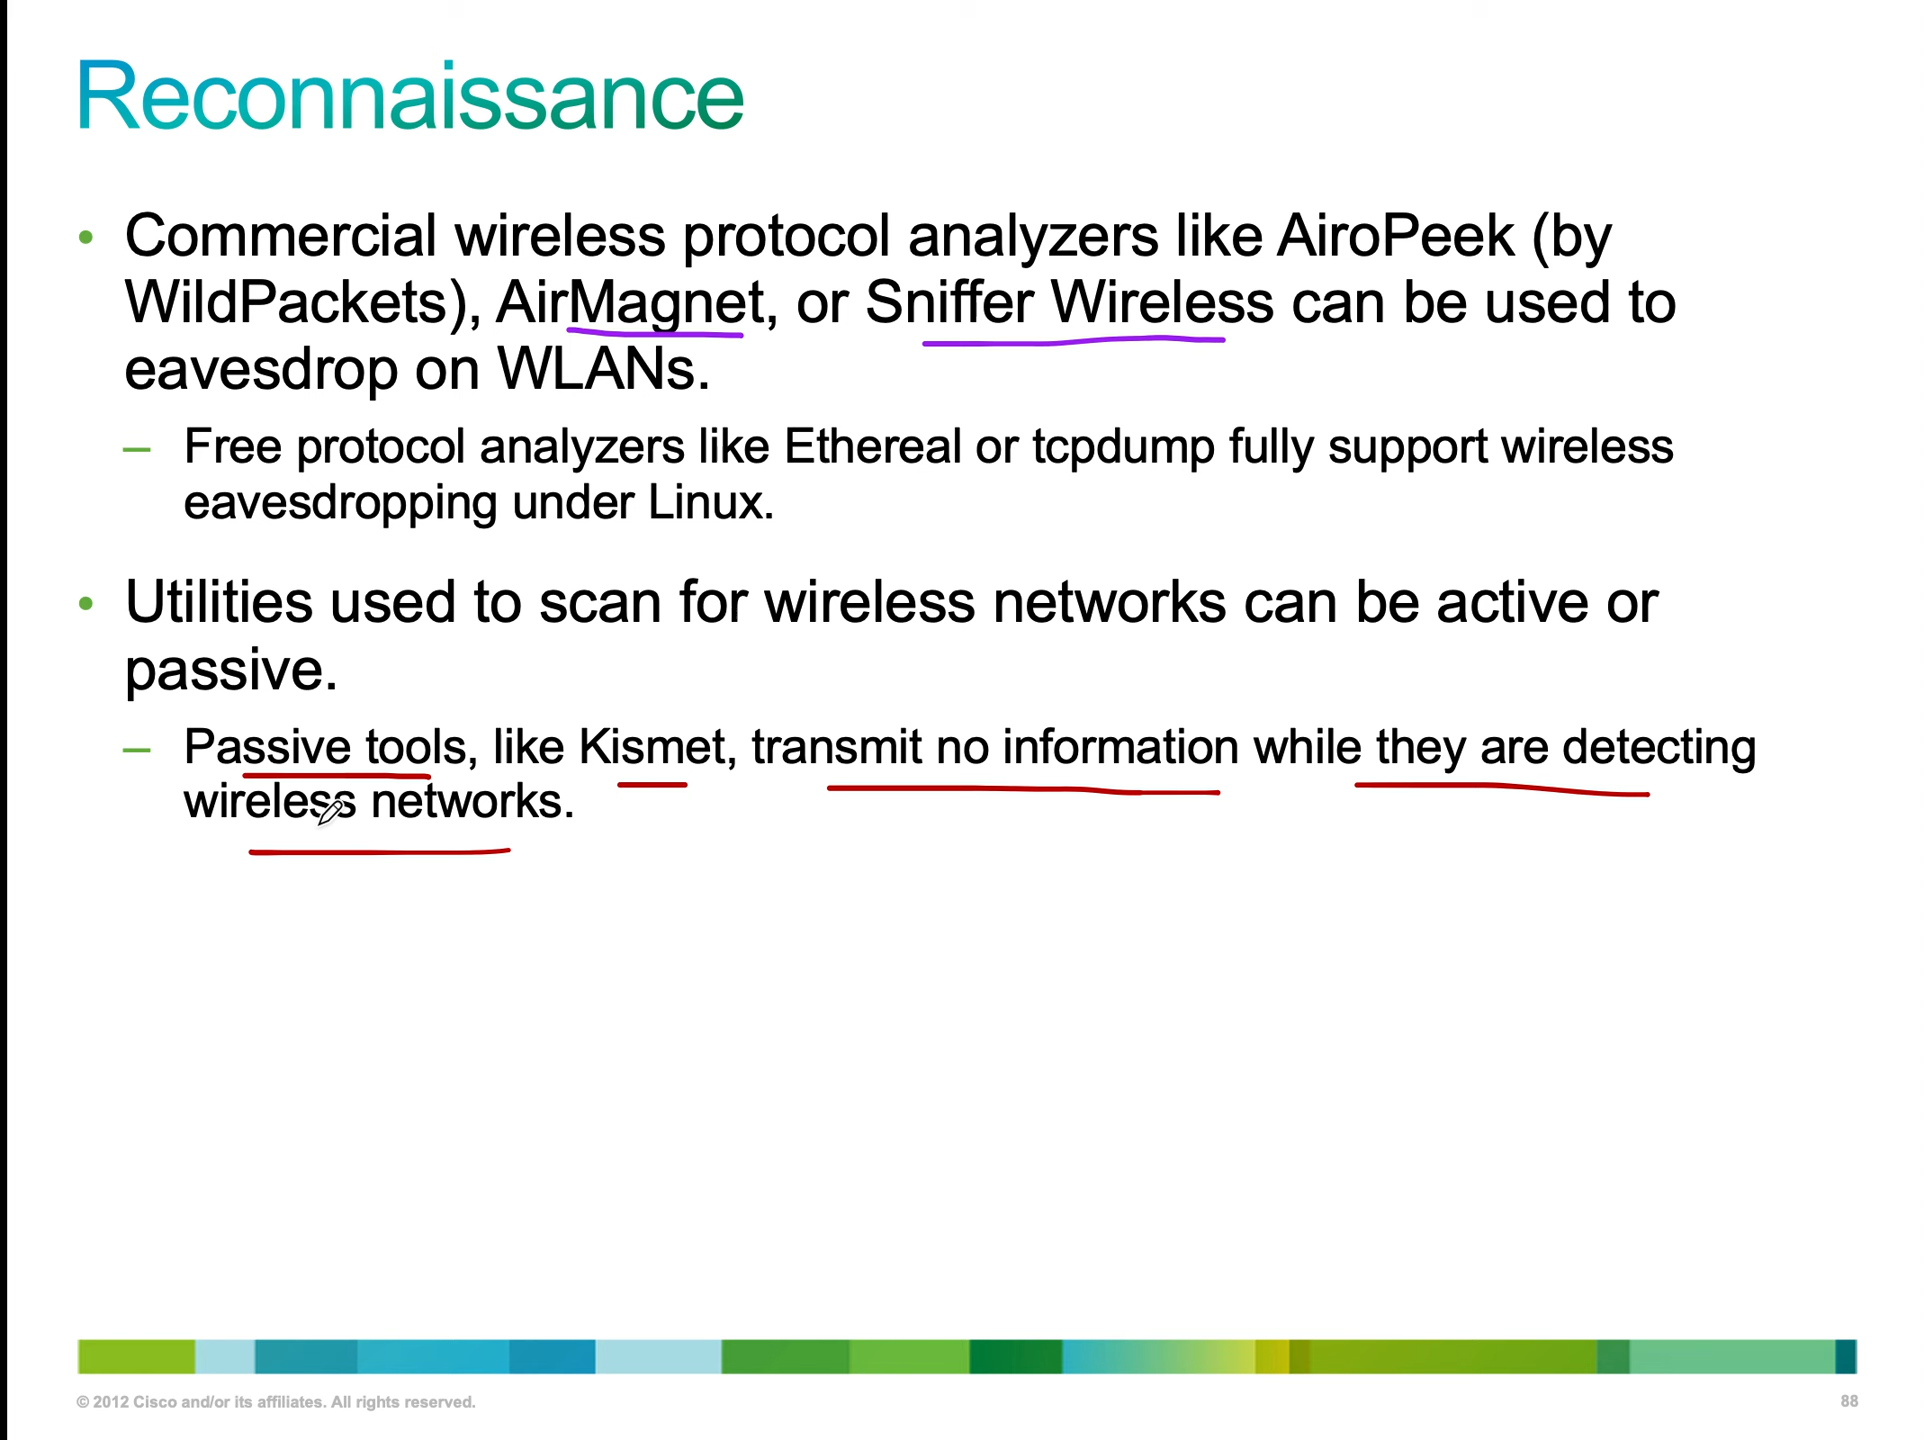 Reconnaissance
• Commercial wireless protocol analyzers like AiroPeek (by
WildPackets), AirMagnet, or Sniffer Wireless can be used to
eavesdrop on WLANs.
– Free protocol analyzers like Ethereal or tcpdump fully support wireless
eavesdropping under Linux.
• Utilities used to scan for wireless networks can be active or
passive.
– Passive tools, like Kismet, transmit no information while they are detecting
wireless networks.
© 2012 Cisco and/or its affiliates. All rights reserved.
88